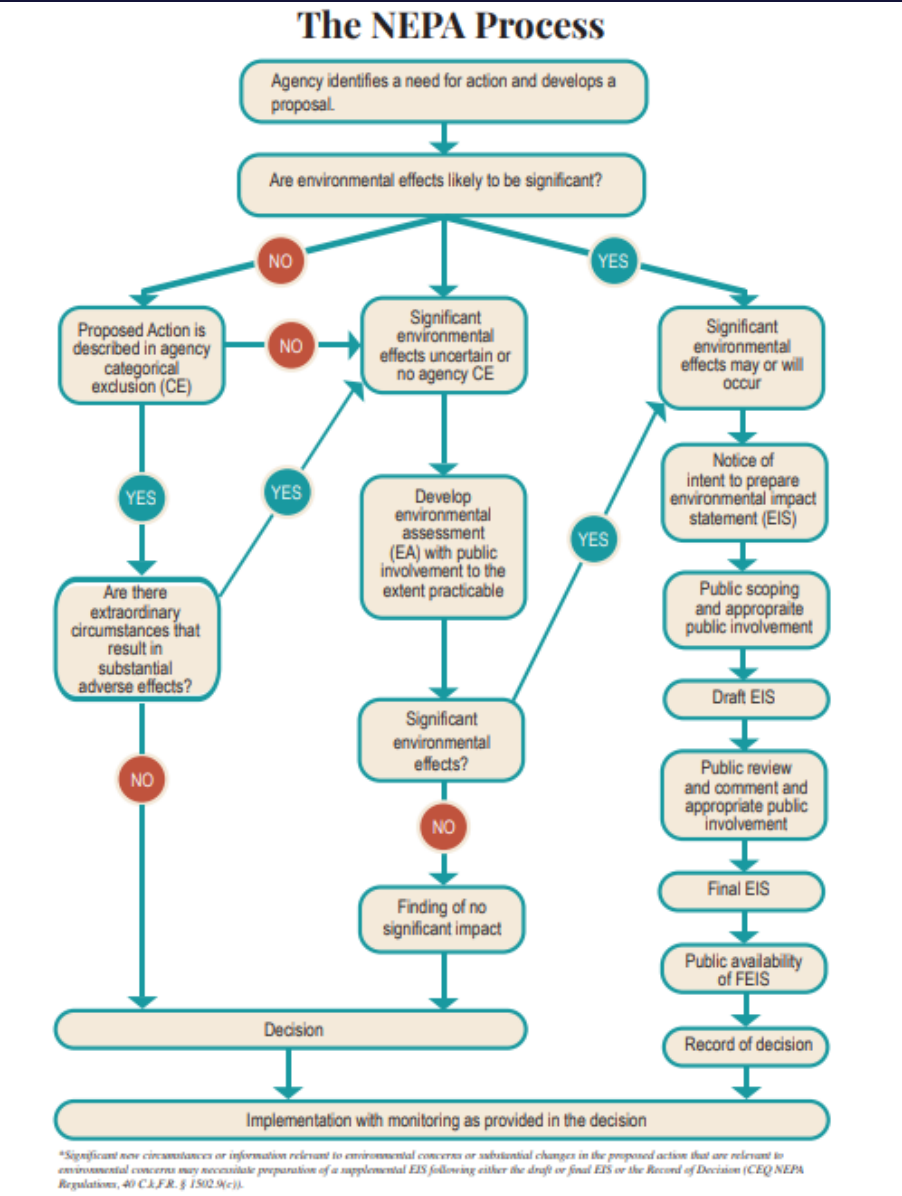 The NEPA Process
Agency identifies a need for action and develops a
proposal.
Are environmental effects likely to be significant?
NO
YES
Proposed Action is
described in agency
categorical
exclusion (CE)
NO
Significant
environmental
effects uncertain or
no agency CE
Significant
environmental
effects may or will
occur
YES
YES
Develop
environmental
assessment
(EA) with public
involvement to the
extent practicable
YES
Notice of
intent to prepare
environmental impact
statement (EIS)
Are there
extraordinary
circumstances that
result in
substantial
adverse effects?
Public scoping
and appropraite
public involvement
Draft EIS
NO
Significant
environmental
effects?
Public review
and comment and
appropriate public
involvement
NO
Final EIS
Finding of no
significant impact
Public availability
of FEIS
Decision
Record of decision
Implementation with monitoring as provided in the decision
*Significant new circumstances or information relevant to environmental concerns or substantial changes in the proposed action that are relevant to
environmental concerns may necessitate preparation of a supplemental EIS following either the draft or final EIS or the Record of Decision (CEQ NEPA
Regulations, 40 C.k.F.R. § 1502.9(c)).